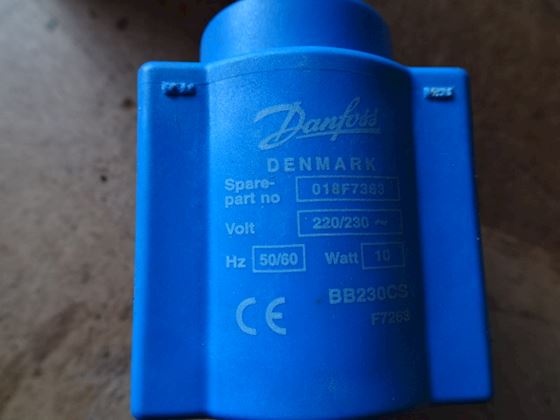 Danfoss
DENMARK
Spare-
part no 018F7363
Volt 220/230 ~
Hz 50/60 Watt 10
BB230CS
F7263
CE